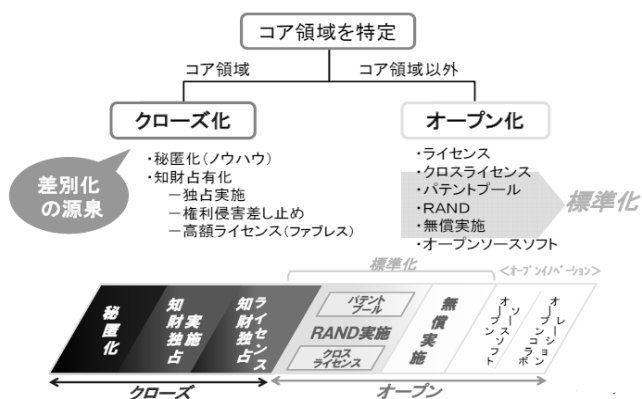 コア領域を特定
コア領域
コア領域以外
クローズ化
オープン化
・秘匿化(ノウハウ)
・知財占有化
－独占実施
－権利侵害差し止め
－高額ライセンス(ファブレス)
差別化
の源泉
・ライセンス
・クロスライセンス
・パテントプール
・RAND
・無償実施
・オープンソースソフト
標準化
標準化
<オープンイノベーション>
秘匿化
知財独占
実施
知財独占
ライセンス
パテント
プール
RAND実施
クロス
ライセンス
無償実施
オープン
ソースソフト
オープンコラボ
レーション
クローズ
オープン